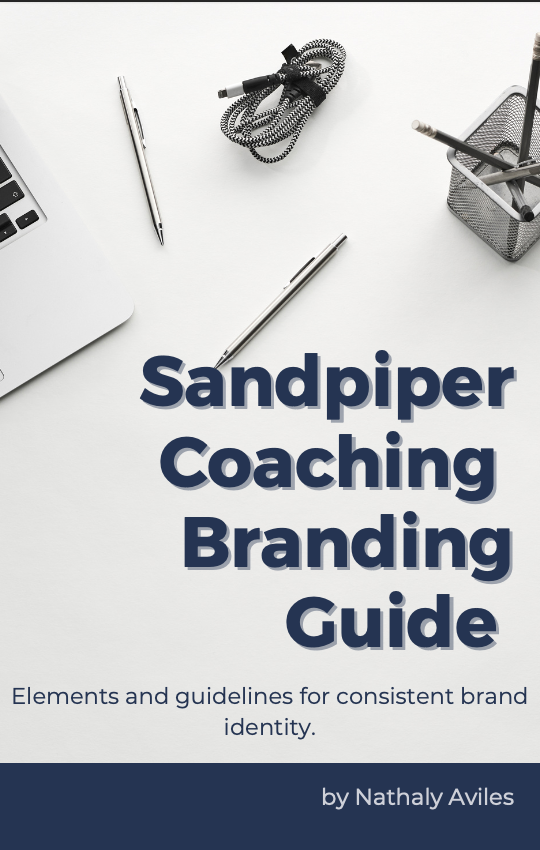 Sandpiper
Coaching
Branding
Guide
Elements and guidelines for consistent brand
identity.
by Nathaly Aviles